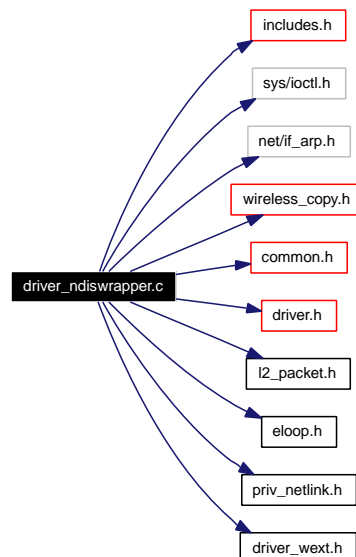 includes.h
sys/ioctl.h
net/if_arp.h
wireless_copy.h
common.h
driver_ndiswrapper.c
driver.h
l2_packet.h
eloop.h
priv_netlink.h
driver_wext.h